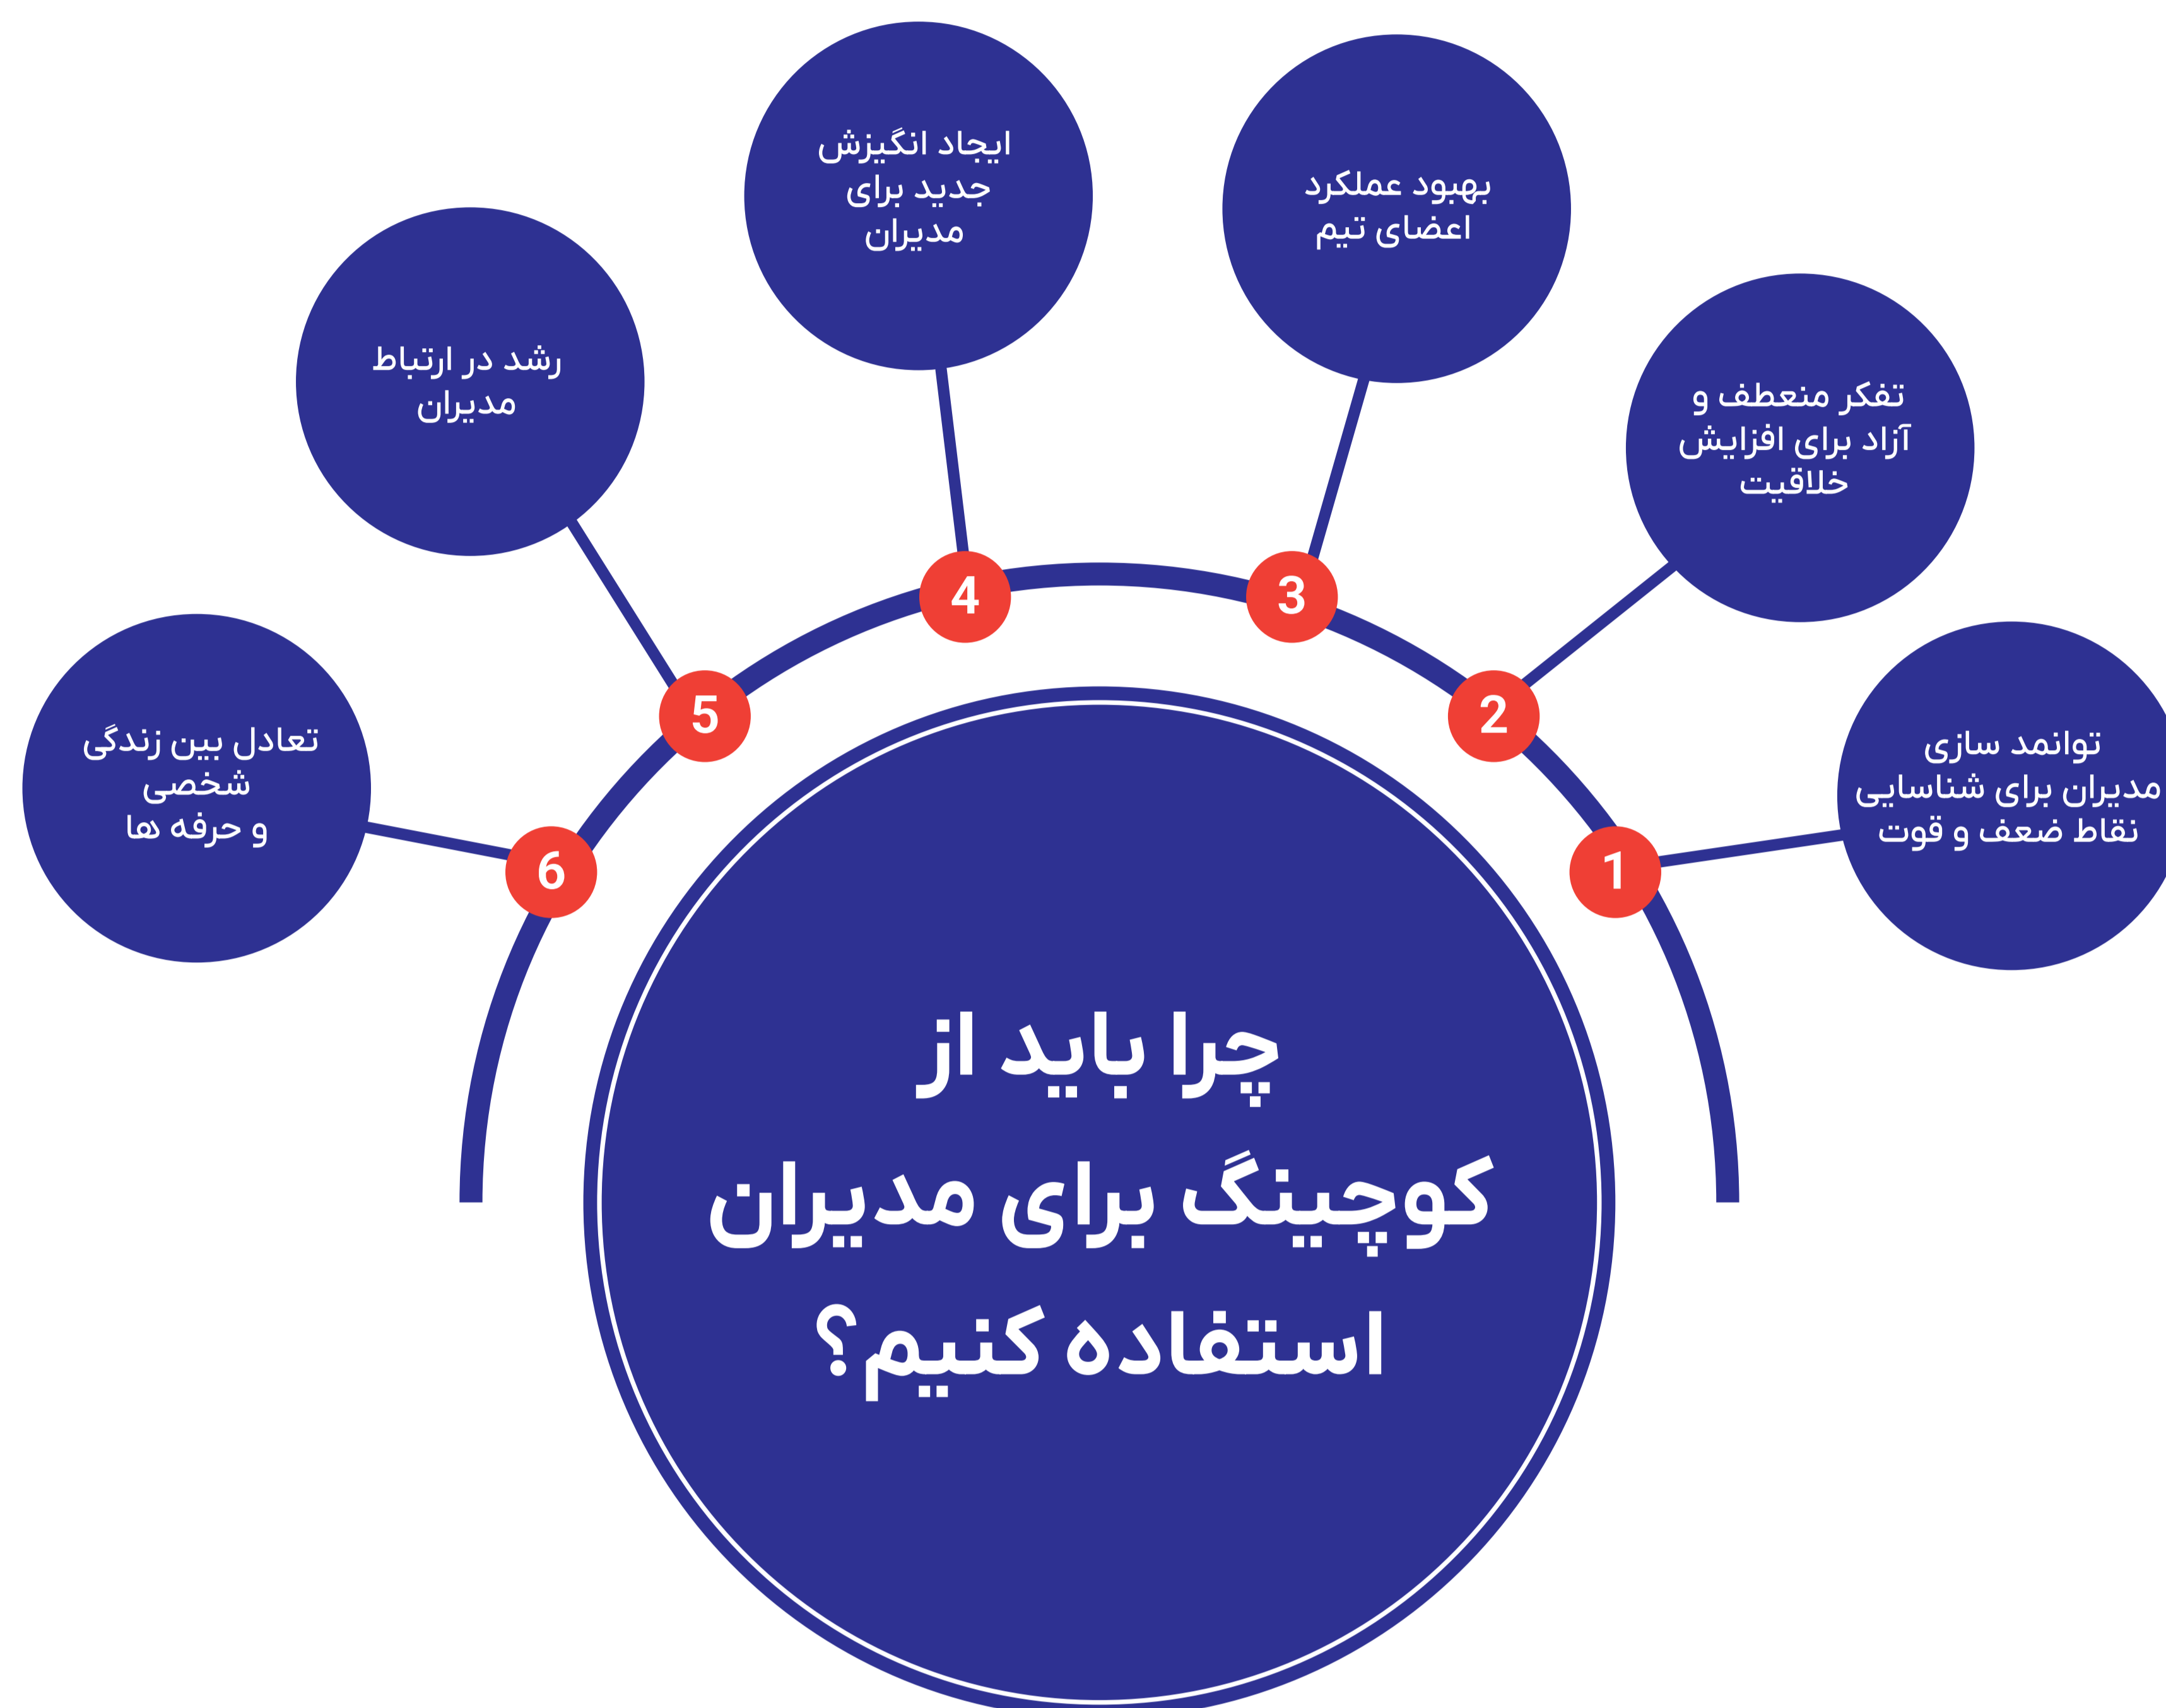 چرا باید از
کوچینگ برای مدیران
استفاده کنیم؟
1
توانمد سازی
مدیران برای شناسایی
نقاط ضعف و قوت
2
تفکر منعطف و
آزاد برای افزایش
خلاقیت
3
بهبود عملکرد
اعضای تیم
4
ایجاد انگیزش
جدید برای
مدیران
5
رشد در ارتباط
مدیران
6
تعادل بین زندگی
شخصی
و حرفه ها